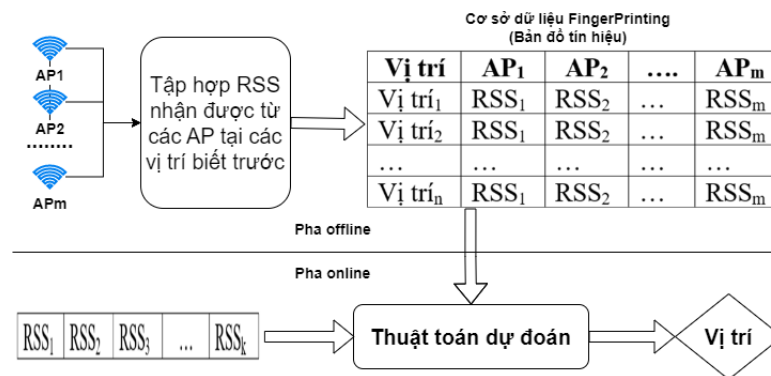 Cơ sở dữ liệu FingerPrinting
(Bản đồ tín hiệu)
AP1
AP2
........
APm
Tập hợp RSS
nhận được từ
các AP tại các
vị trí biết trước
Vị trí AP₁ AP₂ .... APₘ
Vị trí₁ RSS₁ RSS₂ ... RSSₘ
Vị trí₂ RSS₁ RSS₂ ... RSSₘ
... ... ... ... ...
Vị tríₙ RSS₁ RSS₂ ... RSSₘ
Pha offline
Pha online
RSS₁ RSS₂ RSS₃ ... RSSₖ
Thuật toán dự đoán
Vị trí